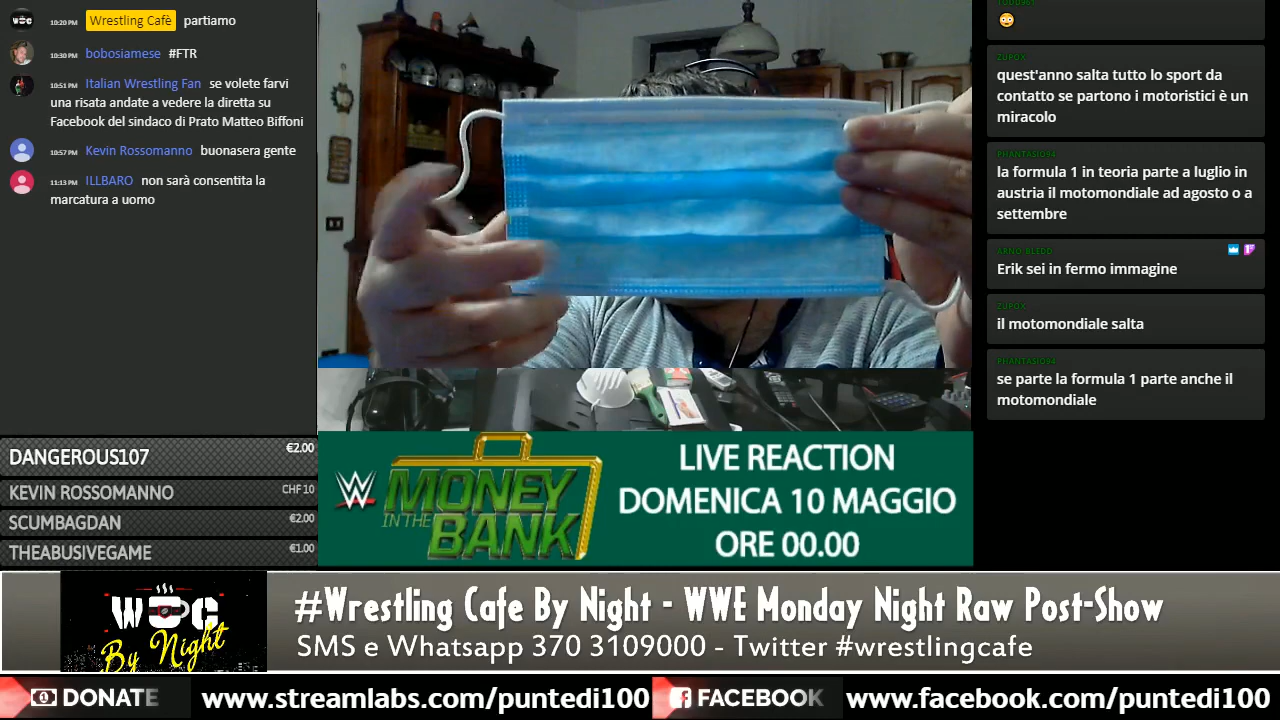 10:20 PM Wrestling Cafè partiamo
10:30 PM bobosiamese #FTR
10:51 PM Italian Wrestling Fan se volete farvi
una risata andate a vedere la diretta su
Facebook del sindaco di Prato Matteo Biffoni
10:57 PM Kevin Rossomanno buonasera gente
11:13 PM ILLBARO non sarà consentita la
marcatura a uomo
DANGEROUS107 €2.00
KEVIN ROSSOMANNO CHF 10
SCUMBAGDAN €2.00
THEABUSIVEGAME €1.00
ZUPOX
quest'anno salta tutto lo sport da
contatto se partono i motoristici è un
miracolo
PHANTASIO94
la formula 1 in teoria parte a luglio in
austria il motomondiale ad agosto o a
settembre
ARNO-BLEDD
Erik sei in fermo immagine
ZUPOX
il motomondiale salta
PHANTASIO94
se parte la formula 1 parte anche il
motomondiale
W
MONEY
IN THE
BANK
LIVE REACTION
DOMENICA 10 MAGGIO
ORE 00.00
WC
By Night
#Wrestling Cafe By Night - WWE Monday Night Raw Post-Show
SMS e Whatsapp 370 3109000 - Twitter #wrestlingcafe
DONATE www.streamlabs.com/puntedi100 FACEBOOK www.facebook.com/puntedi100